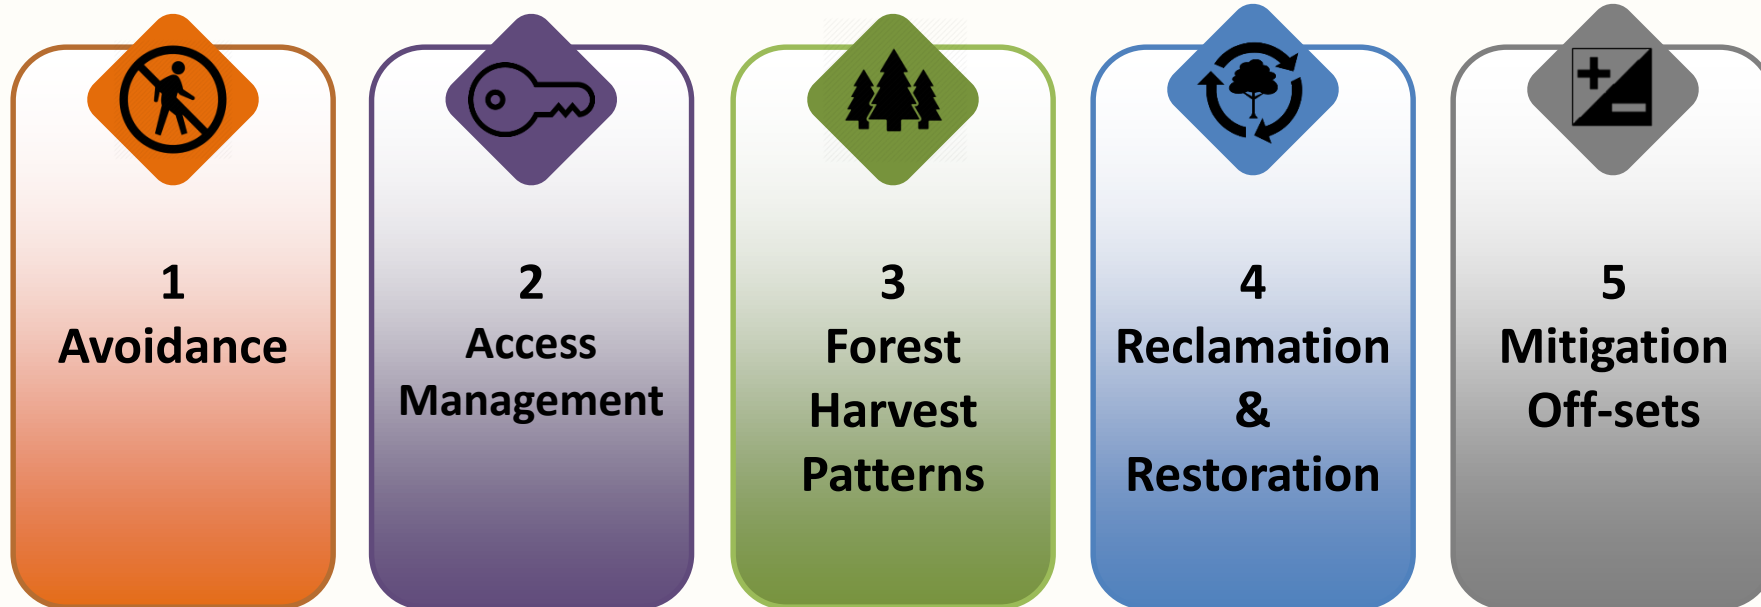 1
Avoidance
2
Access
Management
3
Forest
Harvest
Patterns
4
Reclamation
&
Restoration
5
Mitigation
Off-sets